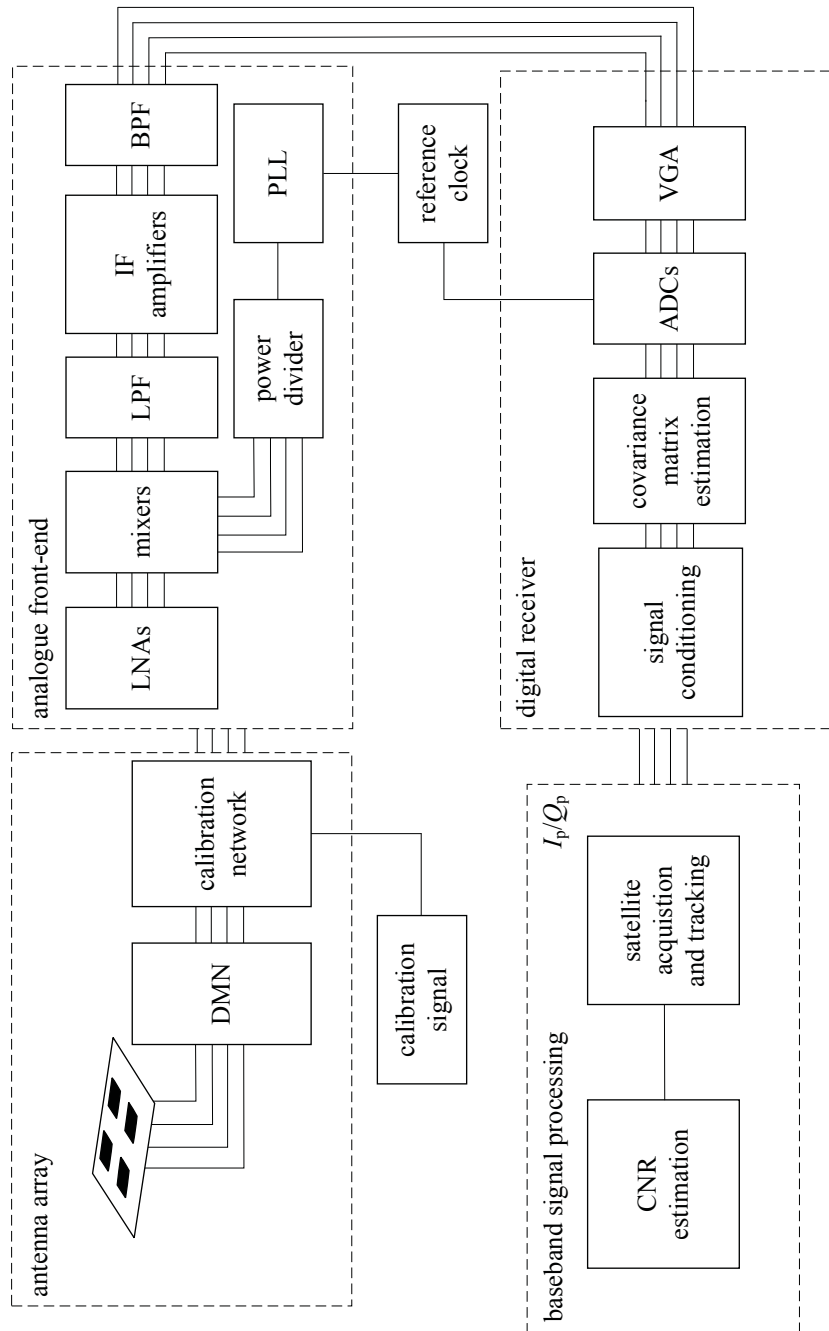 antenna array
DMN
calibration
network
calibration
signal
analogue front-end
LNAs
mixers
LPF
IF
amplifiers
BPF
power
divider
PLL
reference
clock
baseband signal processing
CNR
estimation
satellite
acquistion
and tracking
Ip/Qp
digital receiver
signal
conditioning
covariance
matrix
estimation
ADCs
VGA